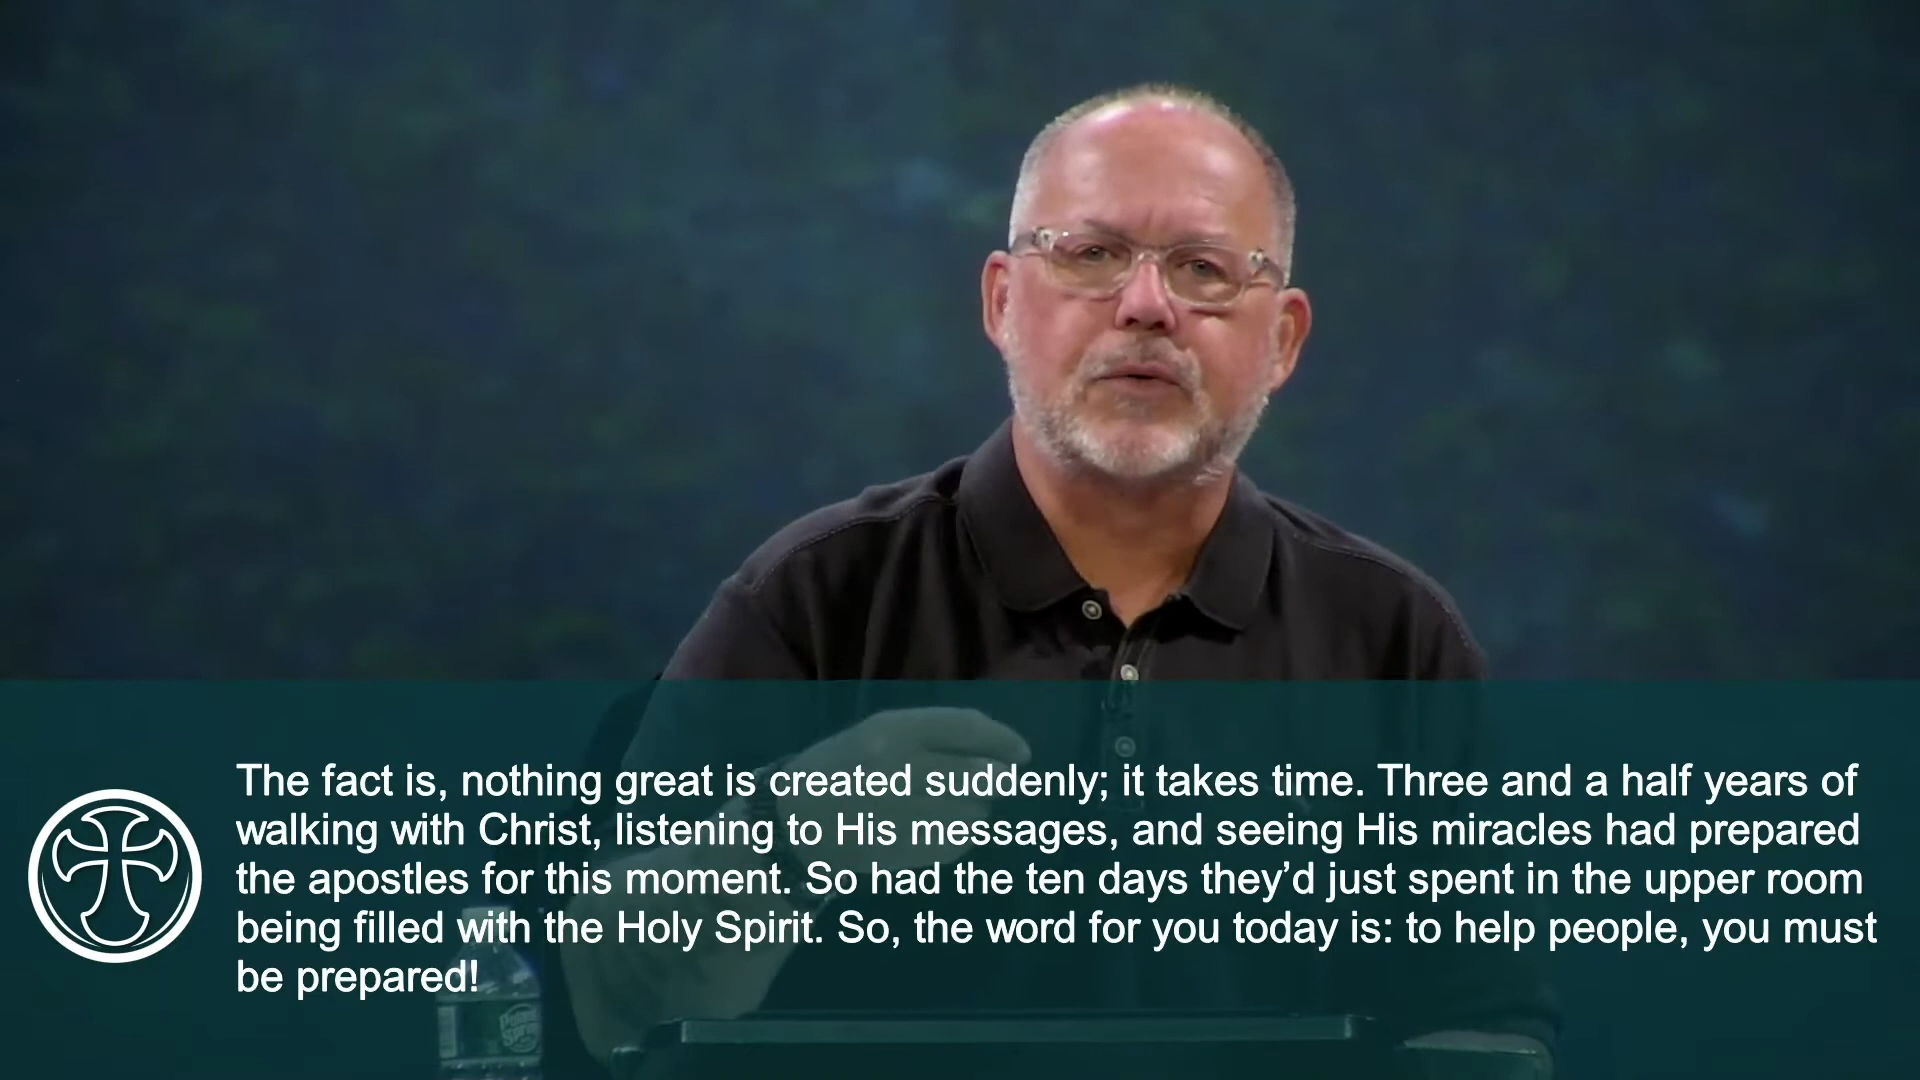 The fact is, nothing great is created suddenly; it takes time. Three and a half years of
walking with Christ, listening to His messages, and seeing His miracles had prepared
the apostles for this moment. So had the ten days they’d just spent in the upper room
being filled with the Holy Spirit. So, the word for you today is: to help people, you must
be prepared!
Poland
Spring